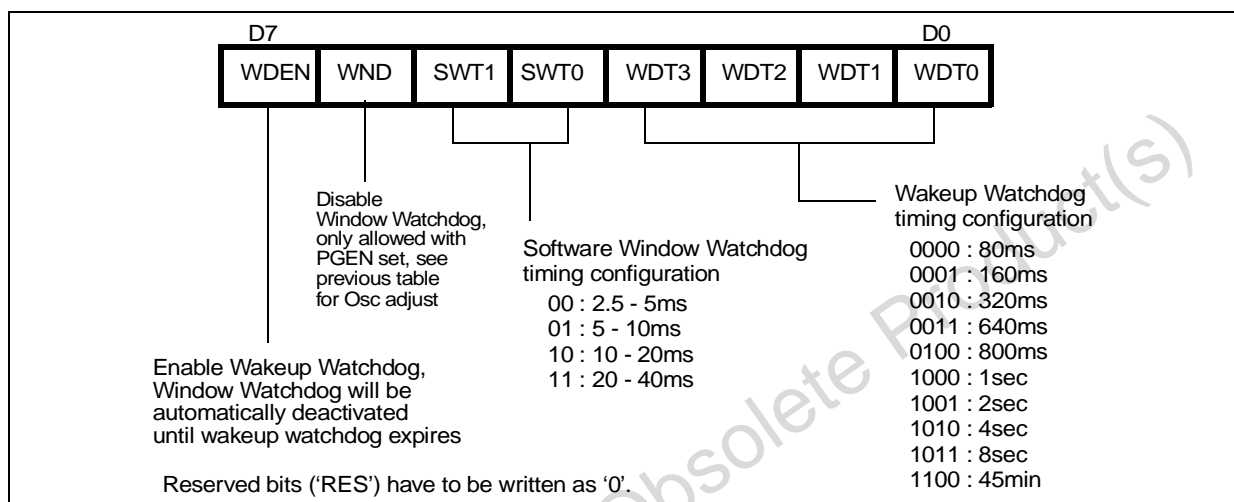 D7 D0
WDEN WND SWT1 SWT0 WDT3 WDT2 WDT1 WDT0
Disable
Window Watchdog,
only allowed with
PGEN set, see
previous table
for Osc adjust
Software Window Watchdog
timing configuration
00 : 2.5 - 5ms
01 : 5 - 10ms
10 : 10 - 20ms
11 : 20 - 40ms
Wakeup Watchdog
timing configuration
0000 : 80ms
0001 : 160ms
0010 : 320ms
0011 : 640ms
0100 : 800ms
1000 : 1sec
1001 : 2sec
1010 : 4sec
1011 : 8sec
1100 : 45min
Enable Wakeup Watchdog,
Window Watchdog will be
automatically deactivated
until wakeup watchdog expires
Reserved bits ('RES') have to be written as '0'.
Obsolete Product(s)